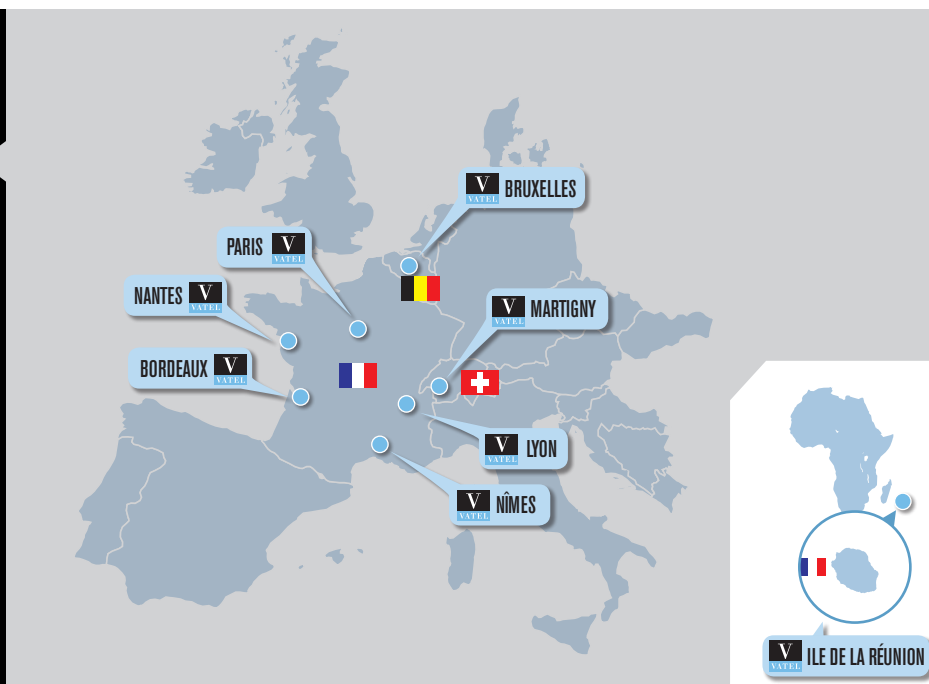 V
VATEL
BRUXELLES
PARIS
V
VATEL
NANTES
V
VATEL
V
VATEL
MARTIGNY
BORDEAUX
V
VATEL
V
VATEL
LYON
V
VATEL
NÎMES
V
VATEL
ILE DE LA RÉUNION